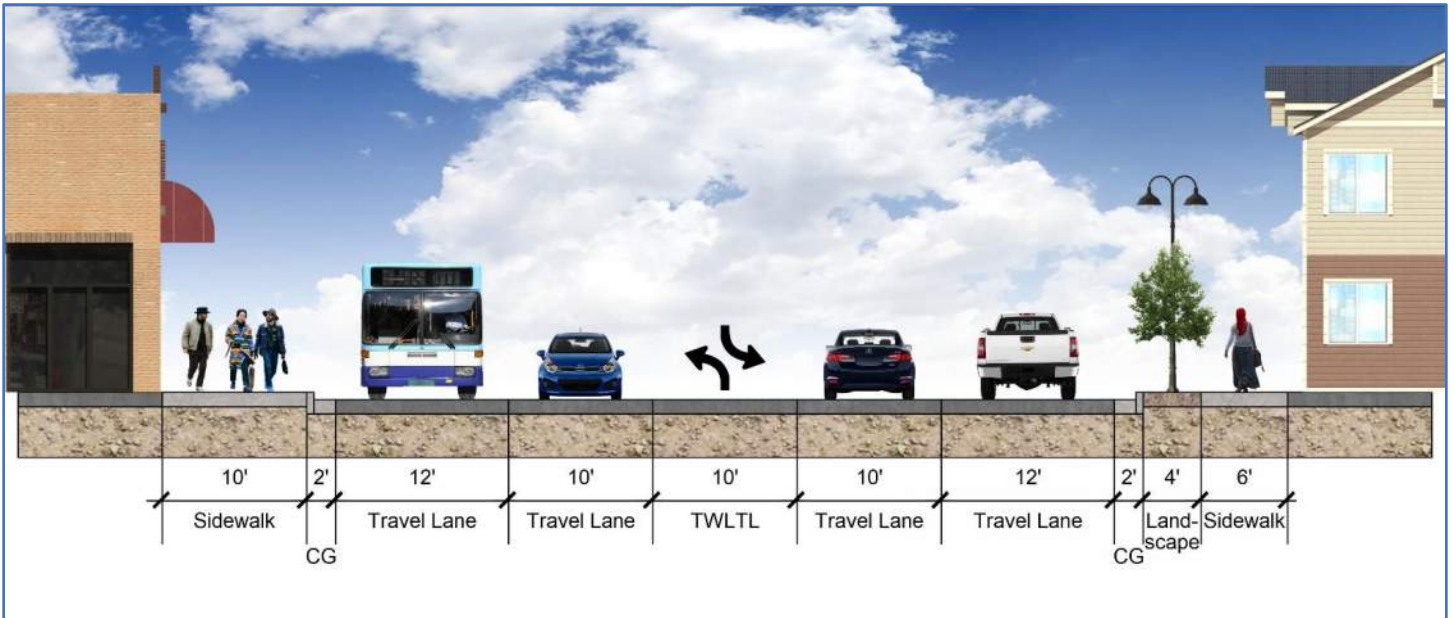 10' 2' 12' 10' 10' 10' 12' 2' 4' 6'
Sidewalk Travel Lane Travel Lane TWLTL Travel Lane Travel Lane Land- Sidewalk
scape
CG CG